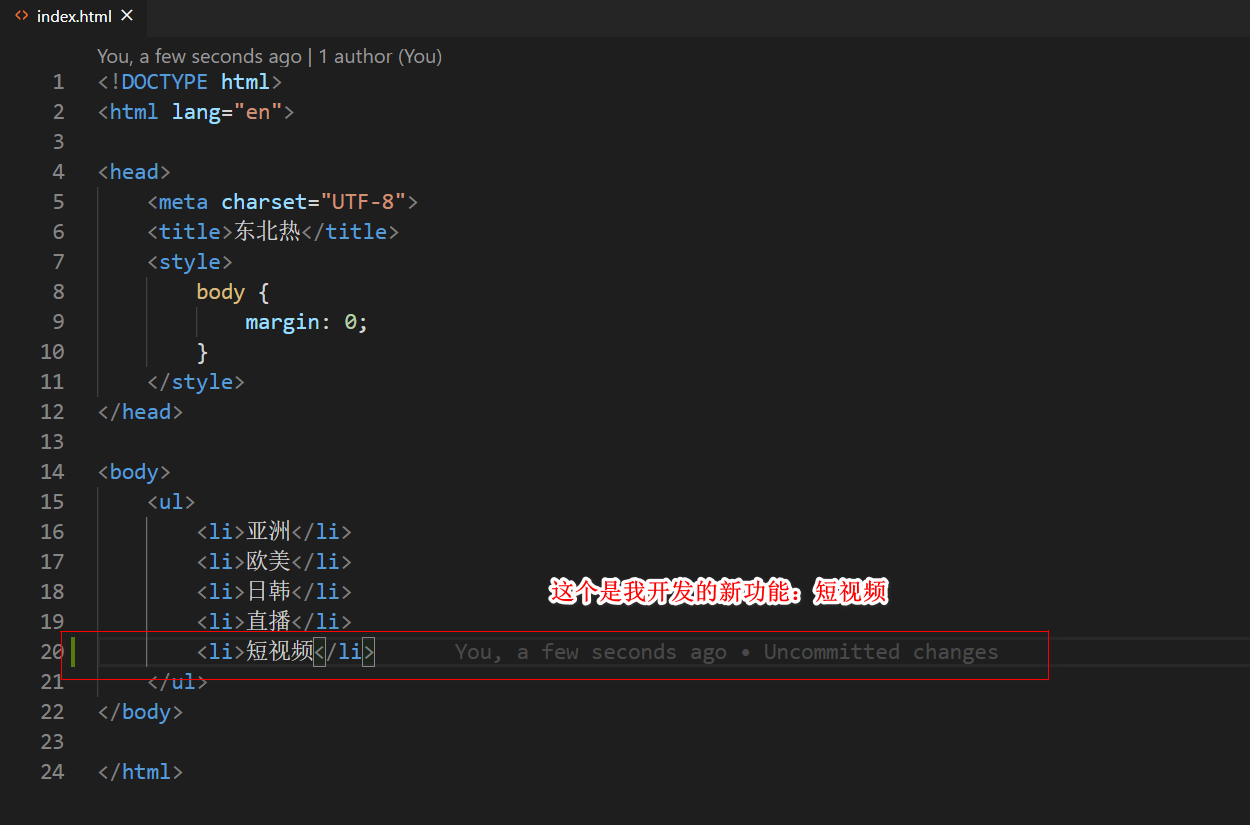 index.html
You, a few seconds ago | 1 author (You)
1 <!DOCTYPE html>
2 <html lang="en">
3
4 <head>
5 <meta charset="UTF-8">
6 <title>东北热</title>
7 <style>
8 body {
9 margin: 0;
10 }
11 </style>
12 </head>
13
14 <body>
15 <ul>
16 <li>亚洲</li>
17 <li>欧美</li>
18 <li>日韩</li>
这个是我开发的新功能：短视频
19 <li>直播</li>
20 <li>短视频</li> You, a few seconds ago • Uncommitted changes
21 </ul>
22 </body>
23
24 </html>